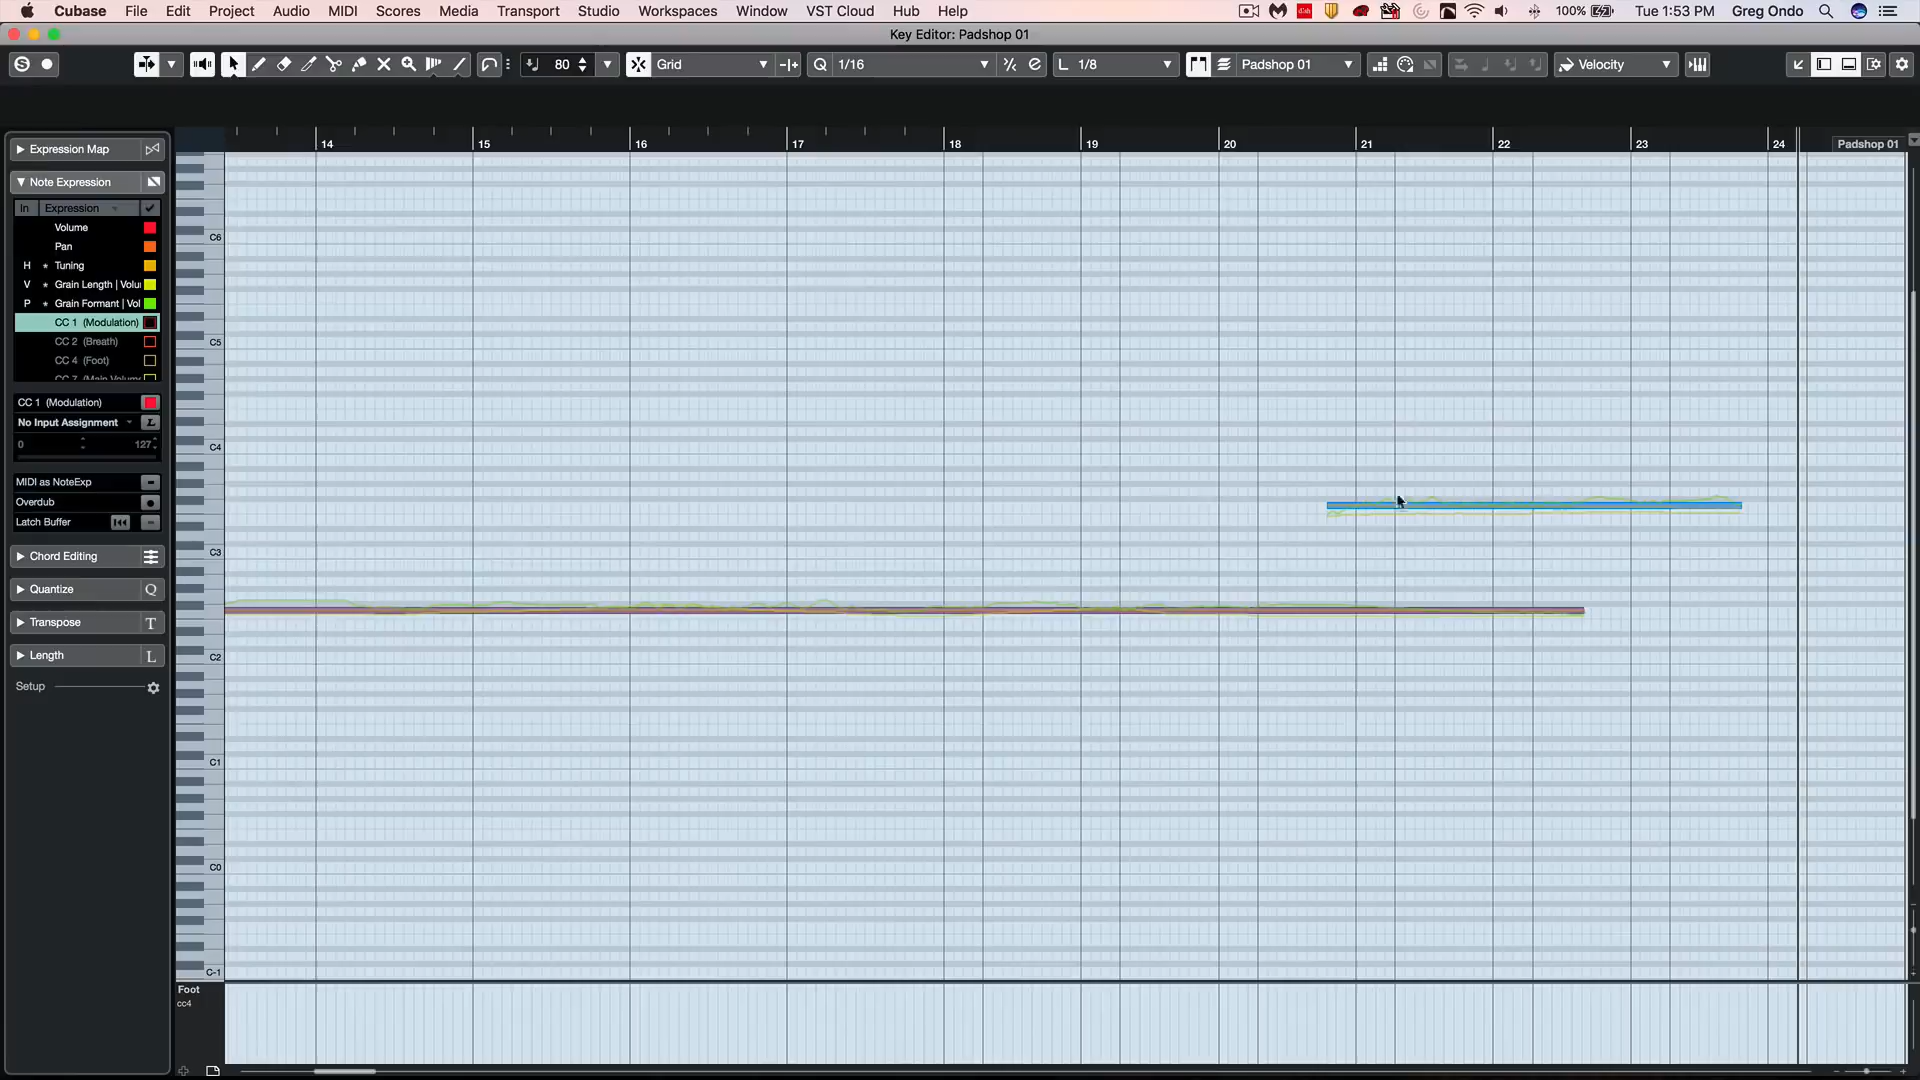 Cubase File Edit Project Audio MIDI Scores Media Transport Studio Workspaces Window VST Cloud Hub Help 100% Tue 1:53 PM Greg Ondo
Key Editor: Padshop 01
80 Grid Q 1/16 L 1/8 Padshop 01 Velocity
14 15 16 17 18 19 20 21 22 23 24 Padshop 01
Expression Map
Note Expression
In Expression
Volume
Pan
H * Tuning
V * Grain Length | Volu
P * Grain Formant | Vol
CC 1 (Modulation)
CC 2 (Breath)
CC 4 (Foot)
CC 7 (Main Volume
CC 1 (Modulation)
No Input Assignment L
0 127
MIDI as NoteExp
Overdub
Latch Buffer
Chord Editing
Quantize Q
Transpose T
Length L
Setup
C6
C5
C4
C3
C2
C1
C0
C-1
Foot
cc4